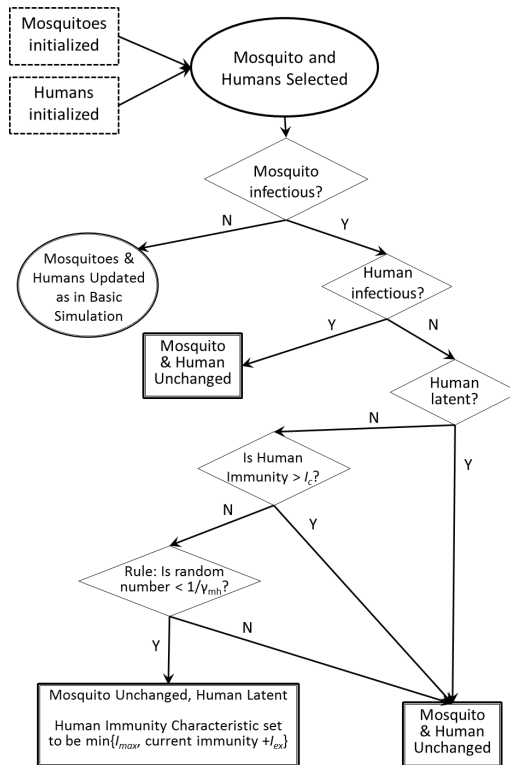 Mosquitoes
initialized
Humans
initialized
Mosquito and
Humans Selected
Mosquito
infectious?
N
Y
Mosquitoes &
Humans Updated
as in Basic
Simulation
Human
infectious?
Y
N
Mosquito
& Human
Unchanged
Human
latent?
N
Y
Is Human
Immunity > Ic?
N
Y
Rule: Is random
number < 1/γmh?
Y
N
Mosquito Unchanged, Human Latent
Human Immunity Characteristic set
to be min{Imax, current immunity +Iex}
Mosquito
& Human
Unchanged